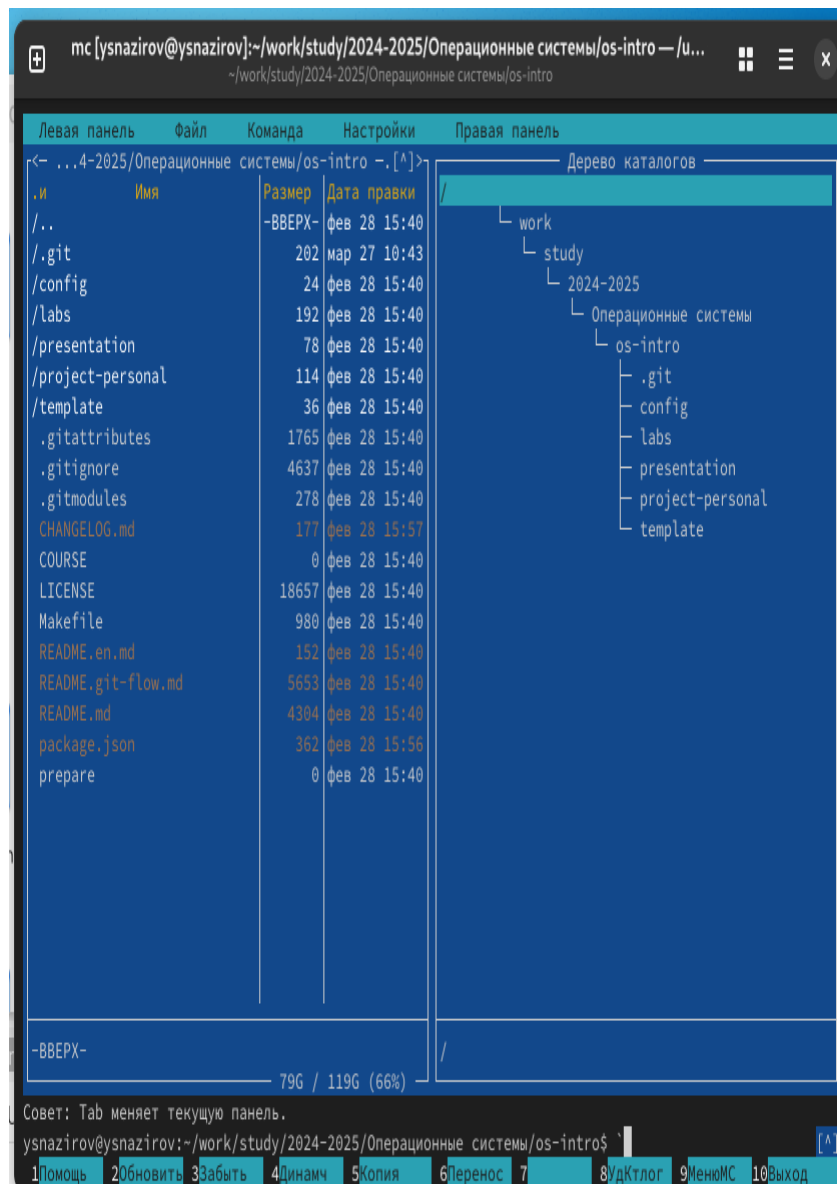 mc [ysnazirov@ysnazirov]:~/work/study/2024-2025/Операционные системы/os-intro — /u...
~/work/study/2024-2025/Операционные системы/os-intro
Левая панель Файл Команда Настройки Правая панель
<− ...4-2025/Операционные системы/os-intro −.[^]> Дерево каталогов
.и Имя Размер Дата правки /
/.. -ВВЕРХ- фев 28 15:40 work
/.git 202 мар 27 10:43 study
/config 24 фев 28 15:40 2024-2025
/labs 192 фев 28 15:40 Операционные системы
/presentation 78 фев 28 15:40 os-intro
/project-personal 114 фев 28 15:40 .git
/template 36 фев 28 15:40 config
.gitattributes 1765 фев 28 15:40 labs
.gitignore 4637 фев 28 15:40 presentation
.gitmodules 278 фев 28 15:40 project-personal
CHANGELOG.md 177 фев 28 15:57 template
COURSE 0 фев 28 15:40
LICENSE 18657 фев 28 15:40
Makefile 980 фев 28 15:40
README.en.md 152 фев 28 15:40
README.git-flow.md 5653 фев 28 15:40
README.md 4304 фев 28 15:40
package.json 362 фев 28 15:56
prepare 0 фев 28 15:40
-ВВЕРХ- /
79G / 119G (66%)
Совет: Tab меняет текущую панель.
ysnazirov@ysnazirov:~/work/study/2024-2025/Операционные системы/os-intro$ ` [^]
1Помощь 2Обновить 3Забыть 4Динамч 5Копия 6Перенос 7 8УдКтлог 9МенюМС 10Выход